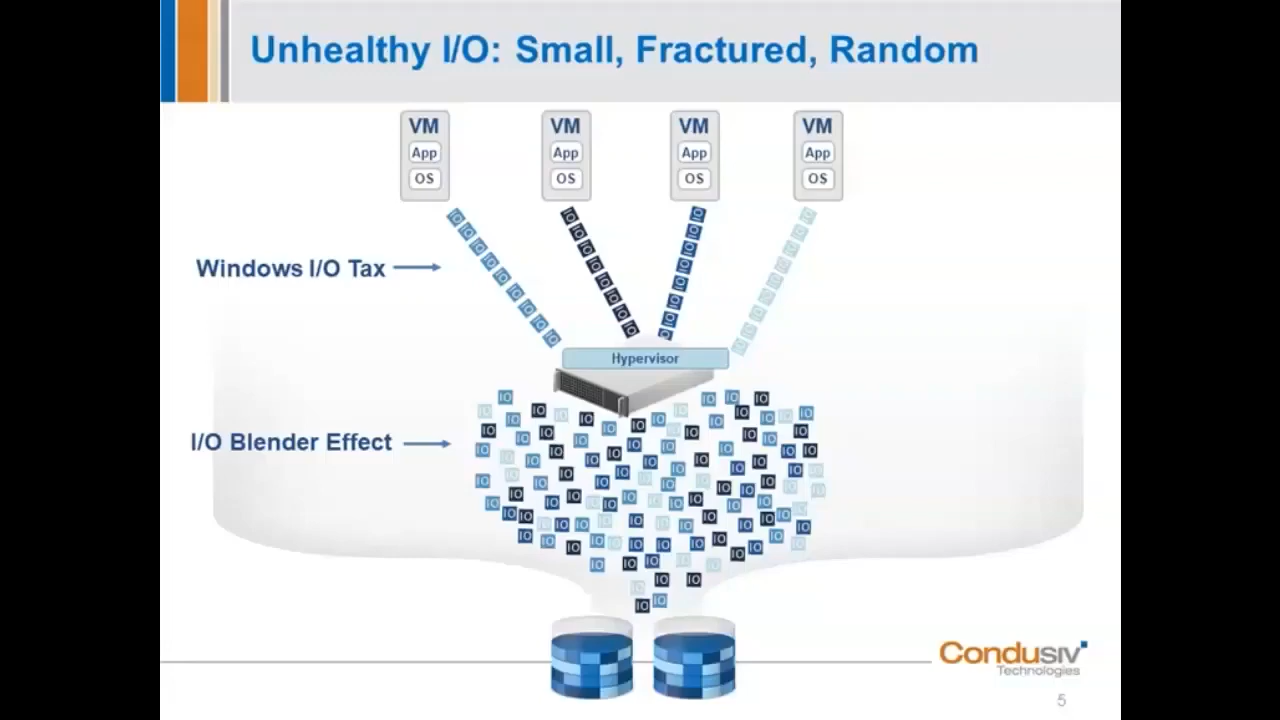 Unhealthy I/O: Small, Fractured, Random
VM VM VM VM
App App App App
OS OS OS OS
Windows I/O Tax
Hypervisor
I/O Blender Effect
IO
Condusiv
Technologies
5